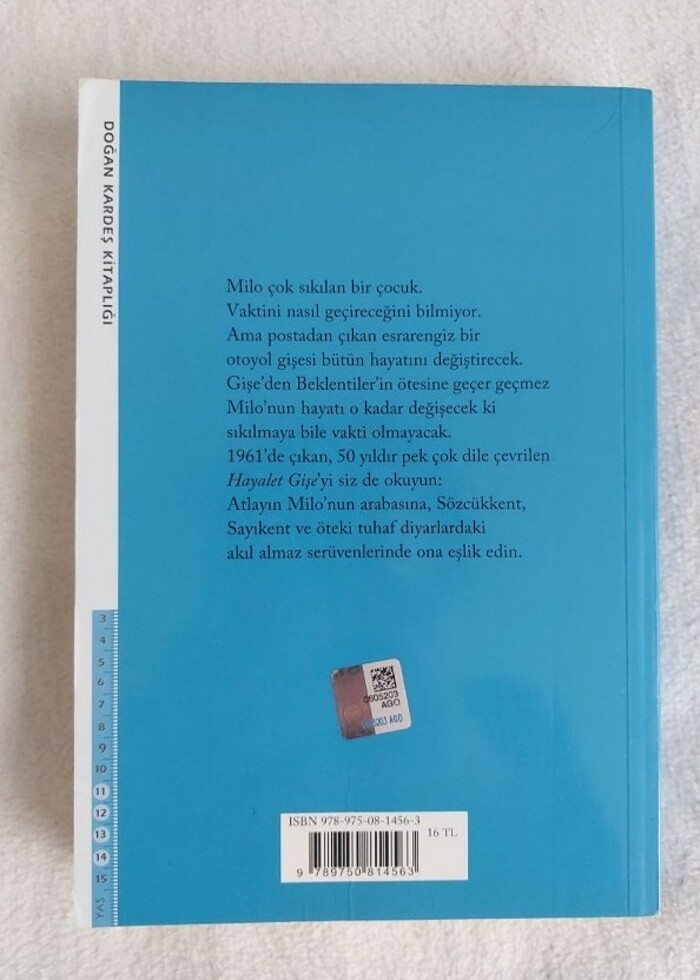 DOĞAN KARDEŞ KİTAPLIĞI
Milo çok sıkılan bir çocuk.
Vaktini nasıl geçireceğini bilmiyor.
Ama postadan çıkan esrarengiz bir
otoyol gişesi bütün hayatını değiştirecek.
Gişe'den Beklentiler'in ötesine geçer geçmez
Milo'nun hayatı o kadar değişecek ki
sıkılmaya bile vakti olmayacak.
1961'de çıkan, 50 yıldır pek çok dile çevrilen
Hayalet Gişe'yi siz de okuyun:
Atlayın Milo'nun arabasına, Sözcükkent,
Sayıkent ve öteki tuhaf diyarlardaki
akıl almaz serüvenlerinde ona eşlik edin.
3
4
5
6
7
8
9
10
11
12
13
14
15
YAŞ
0605203
AGO
5203 AGO
ISBN 978-975-08-1456-3
16 TL
9 789750 814563